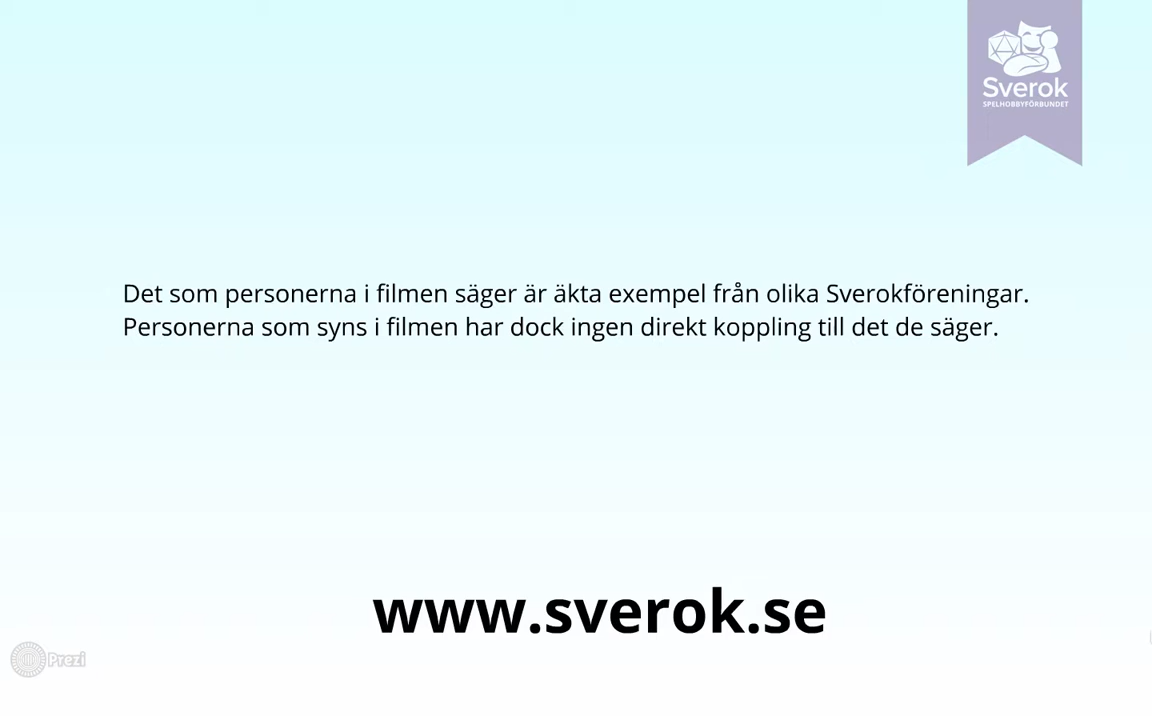 Sverok
SPELHOBBYFÖRBUNDET
Det som personerna i filmen säger är äkta exempel från olika Sverokföreningar.
Personerna som syns i filmen har dock ingen direkt koppling till det de säger.
www.sverok.se
Prezi